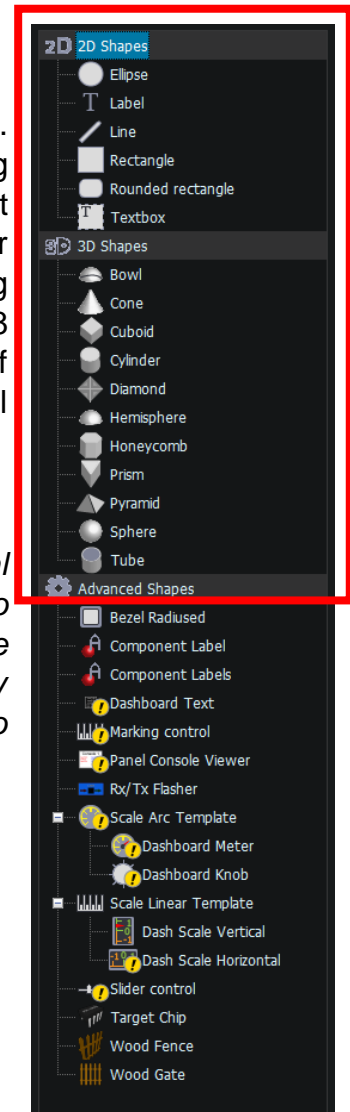 2D 2D Shapes
Ellipse
T Label
Line
Rectangle
Rounded rectangle
T Textbox
3D 3D Shapes
Bowl
Cone
Cuboid
Cylinder
Diamond
Hemisphere
Honeycomb
Prism
Pyramid
Sphere
Tube
Advanced Shapes
Bezel Radiused
Component Label
Component Labels
Dashboard Text
Marking control
Panel Console Viewer
Rx/Tx Flasher
Scale Arc Template
Dashboard Meter
Dashboard Knob
Scale Linear Template
Dash Scale Vertical
Dash Scale Horizontal
Slider control
Target Chip
Wood Fence
Wood Gate